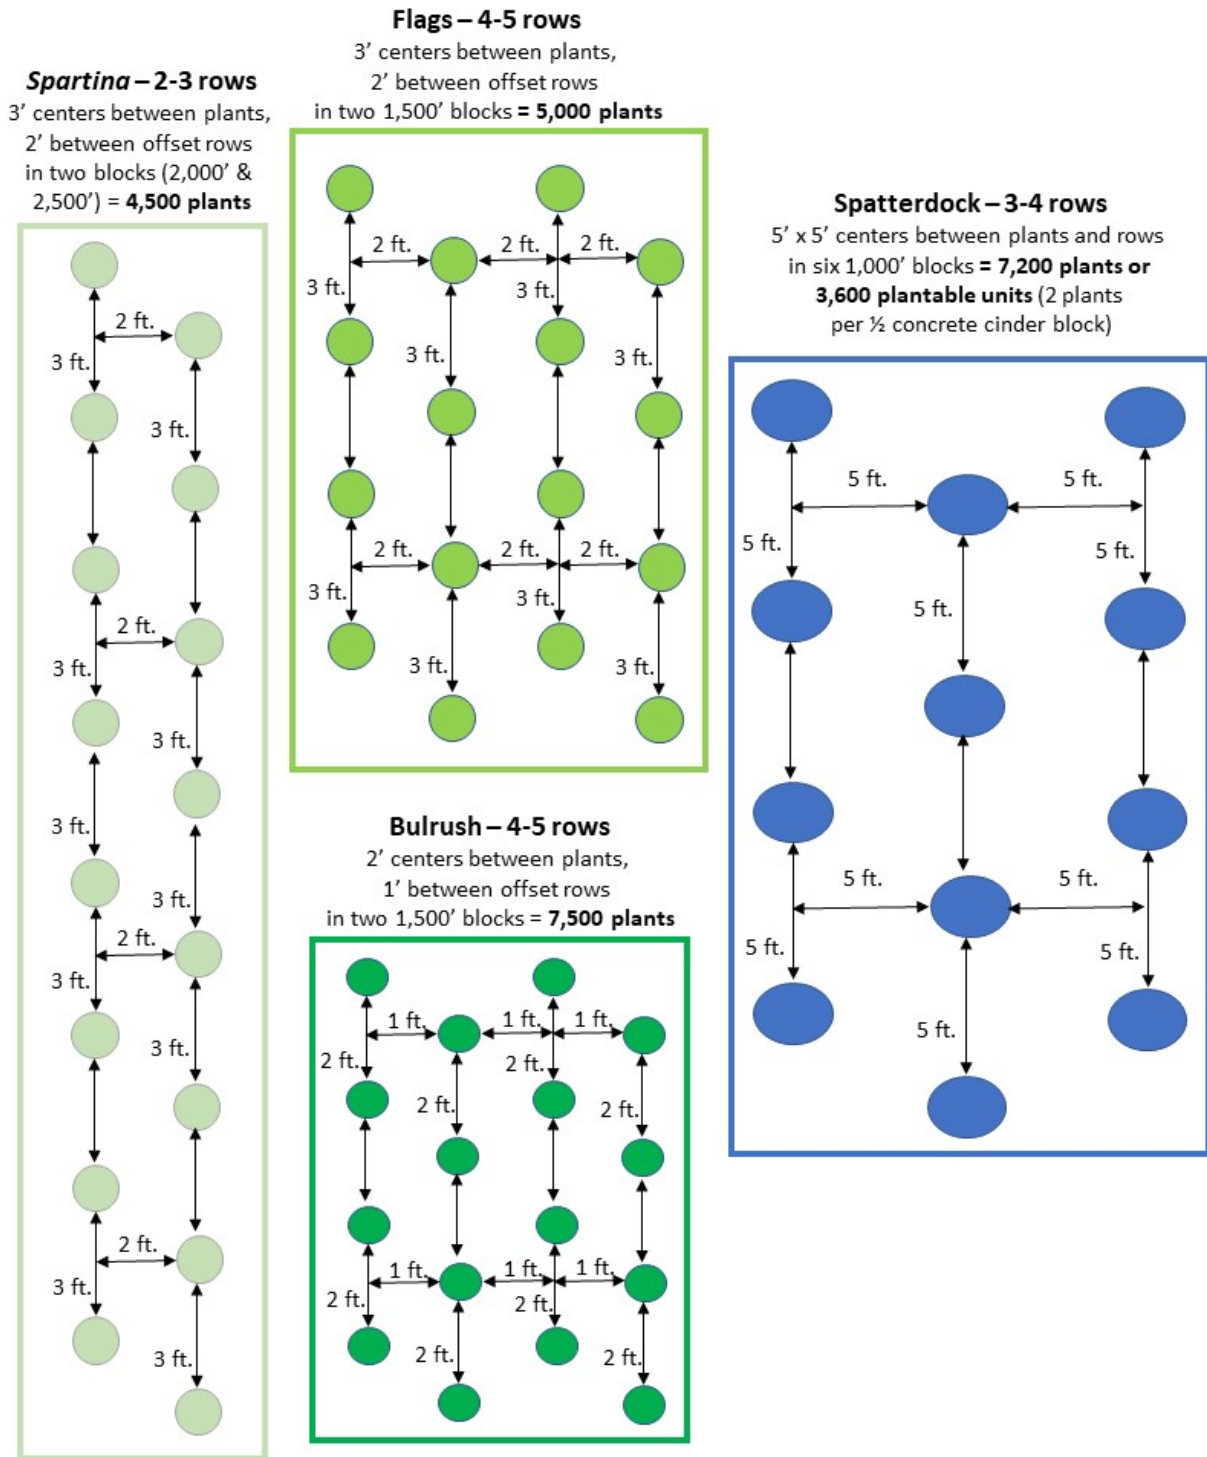 Spartina – 2-3 rows
3’ centers between plants,
2’ between offset rows
in two blocks (2,000’ &
2,500’) = 4,500 plants
2 ft.
3 ft.
3 ft.
2 ft.
3 ft.
3 ft.
3 ft.
3 ft.
2 ft.
3 ft.
3 ft.
2 ft.
3 ft.
3 ft.
Flags – 4-5 rows
3’ centers between plants,
2’ between offset rows
in two 1,500’ blocks = 5,000 plants
2 ft. 2 ft. 2 ft.
3 ft. 3 ft.
3 ft. 3 ft.
2 ft. 2 ft. 2 ft.
3 ft. 3 ft.
3 ft. 3 ft.
Bulrush – 4-5 rows
2’ centers between plants,
1’ between offset rows
in two 1,500’ blocks = 7,500 plants
1 ft. 1 ft. 1 ft.
2 ft. 2 ft.
2 ft. 2 ft.
1 ft. 1 ft. 1 ft.
2 ft. 2 ft.
2 ft. 2 ft.
Spatterdock – 3-4 rows
5’ x 5’ centers between plants and rows
in six 1,000’ blocks = 7,200 plants or
3,600 plantable units (2 plants
per ½ concrete cinder block)
5 ft. 5 ft.
5 ft. 5 ft.
5 ft.
5 ft. 5 ft.
5 ft. 5 ft.
5 ft.